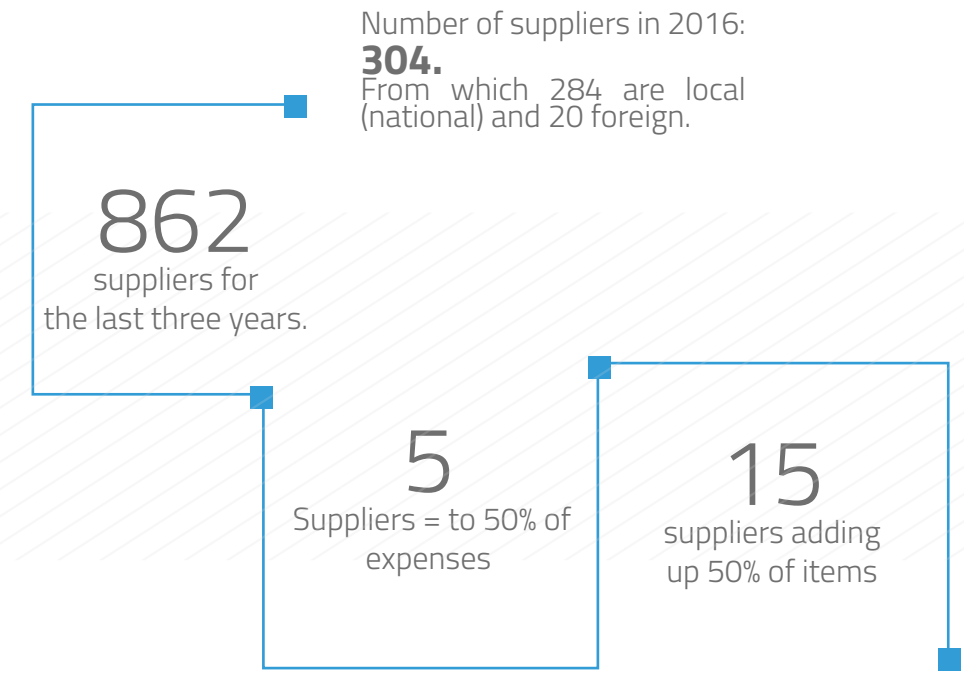 Number of suppliers in 2016:
304.
From which 284 are local
(national) and 20 foreign.
862
suppliers for
the last three years.
5
Suppliers = to 50% of
expenses
15
suppliers adding
up 50% of items